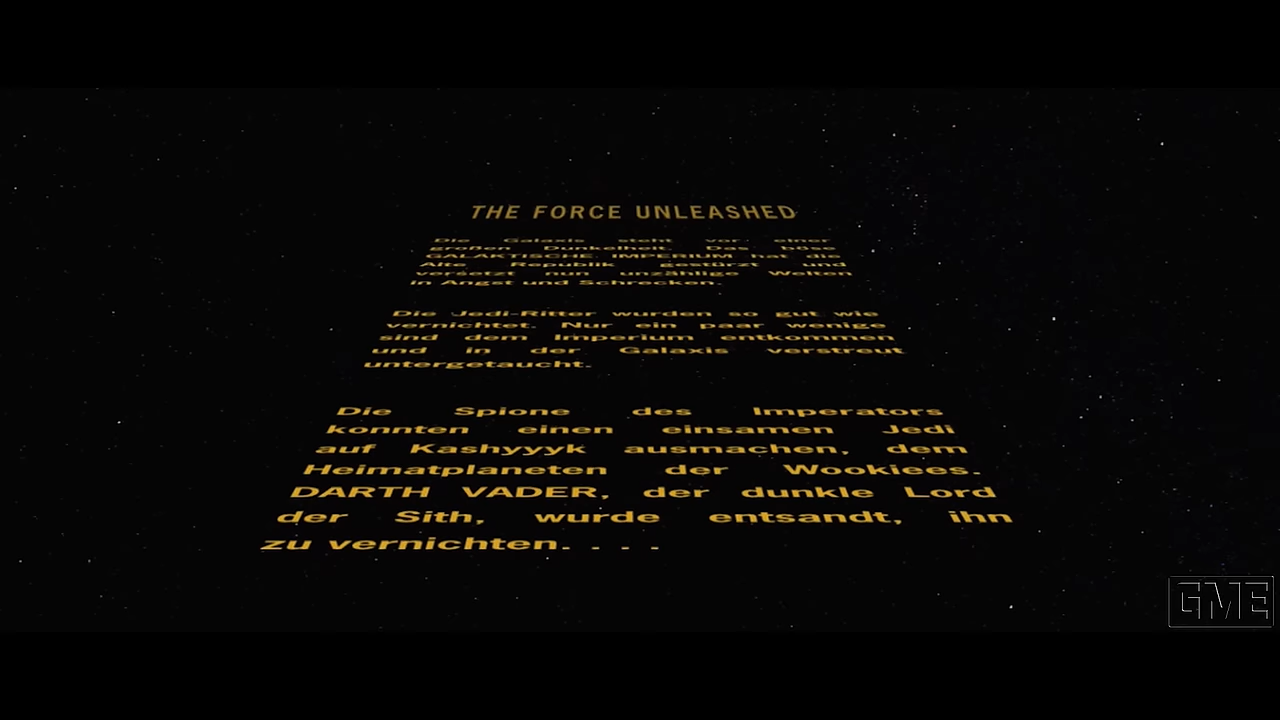 THE FORCE UNLEASHED
Die Galaxis steht vor einer
großen Dunkelheit. Das böse
GALAKTISCHE IMPERIUM hat die
Alte Republik gestürzt und
versetzt nun unzählige Welten
in Angst und Schrecken.
Die Jedi-Ritter wurden so gut wie
vernichtet. Nur ein paar wenige
sind dem Imperium entkommen
und in der Galaxis verstreut
untergetaucht.
Die Spione des Imperators
konnten einen einsamen Jedi
auf Kashyyyk ausmachen, dem
Heimatplaneten der Wookiees.
DARTH VADER, der dunkle Lord
der Sith, wurde entsandt, ihn
zu vernichten. . . .
GME